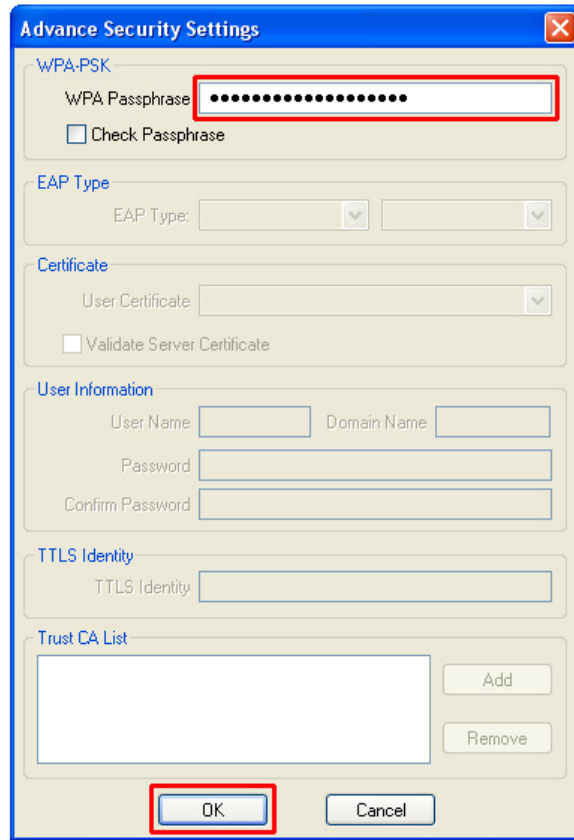 Advance Security Settings
WPA-PSK
WPA Passphrase ●●●●●●●●●●●●●●●●●●●
Check Passphrase
EAP Type
EAP Type:
Certificate
User Certificate
Validate Server Certificate
User Information
User Name Domain Name
Password
Confirm Password
TTLS Identity
TTLS Identity
Trust CA List
Add
Remove
OK Cancel